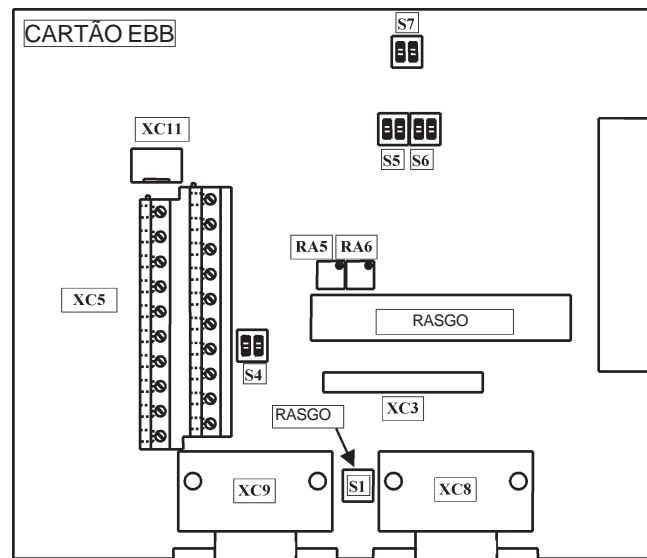 CARTÃO EBB
S7
XC11
S5 S6
RA5 RA6
XC5
RASGO
S4
XC3
RASGO
XC9
S1
XC8